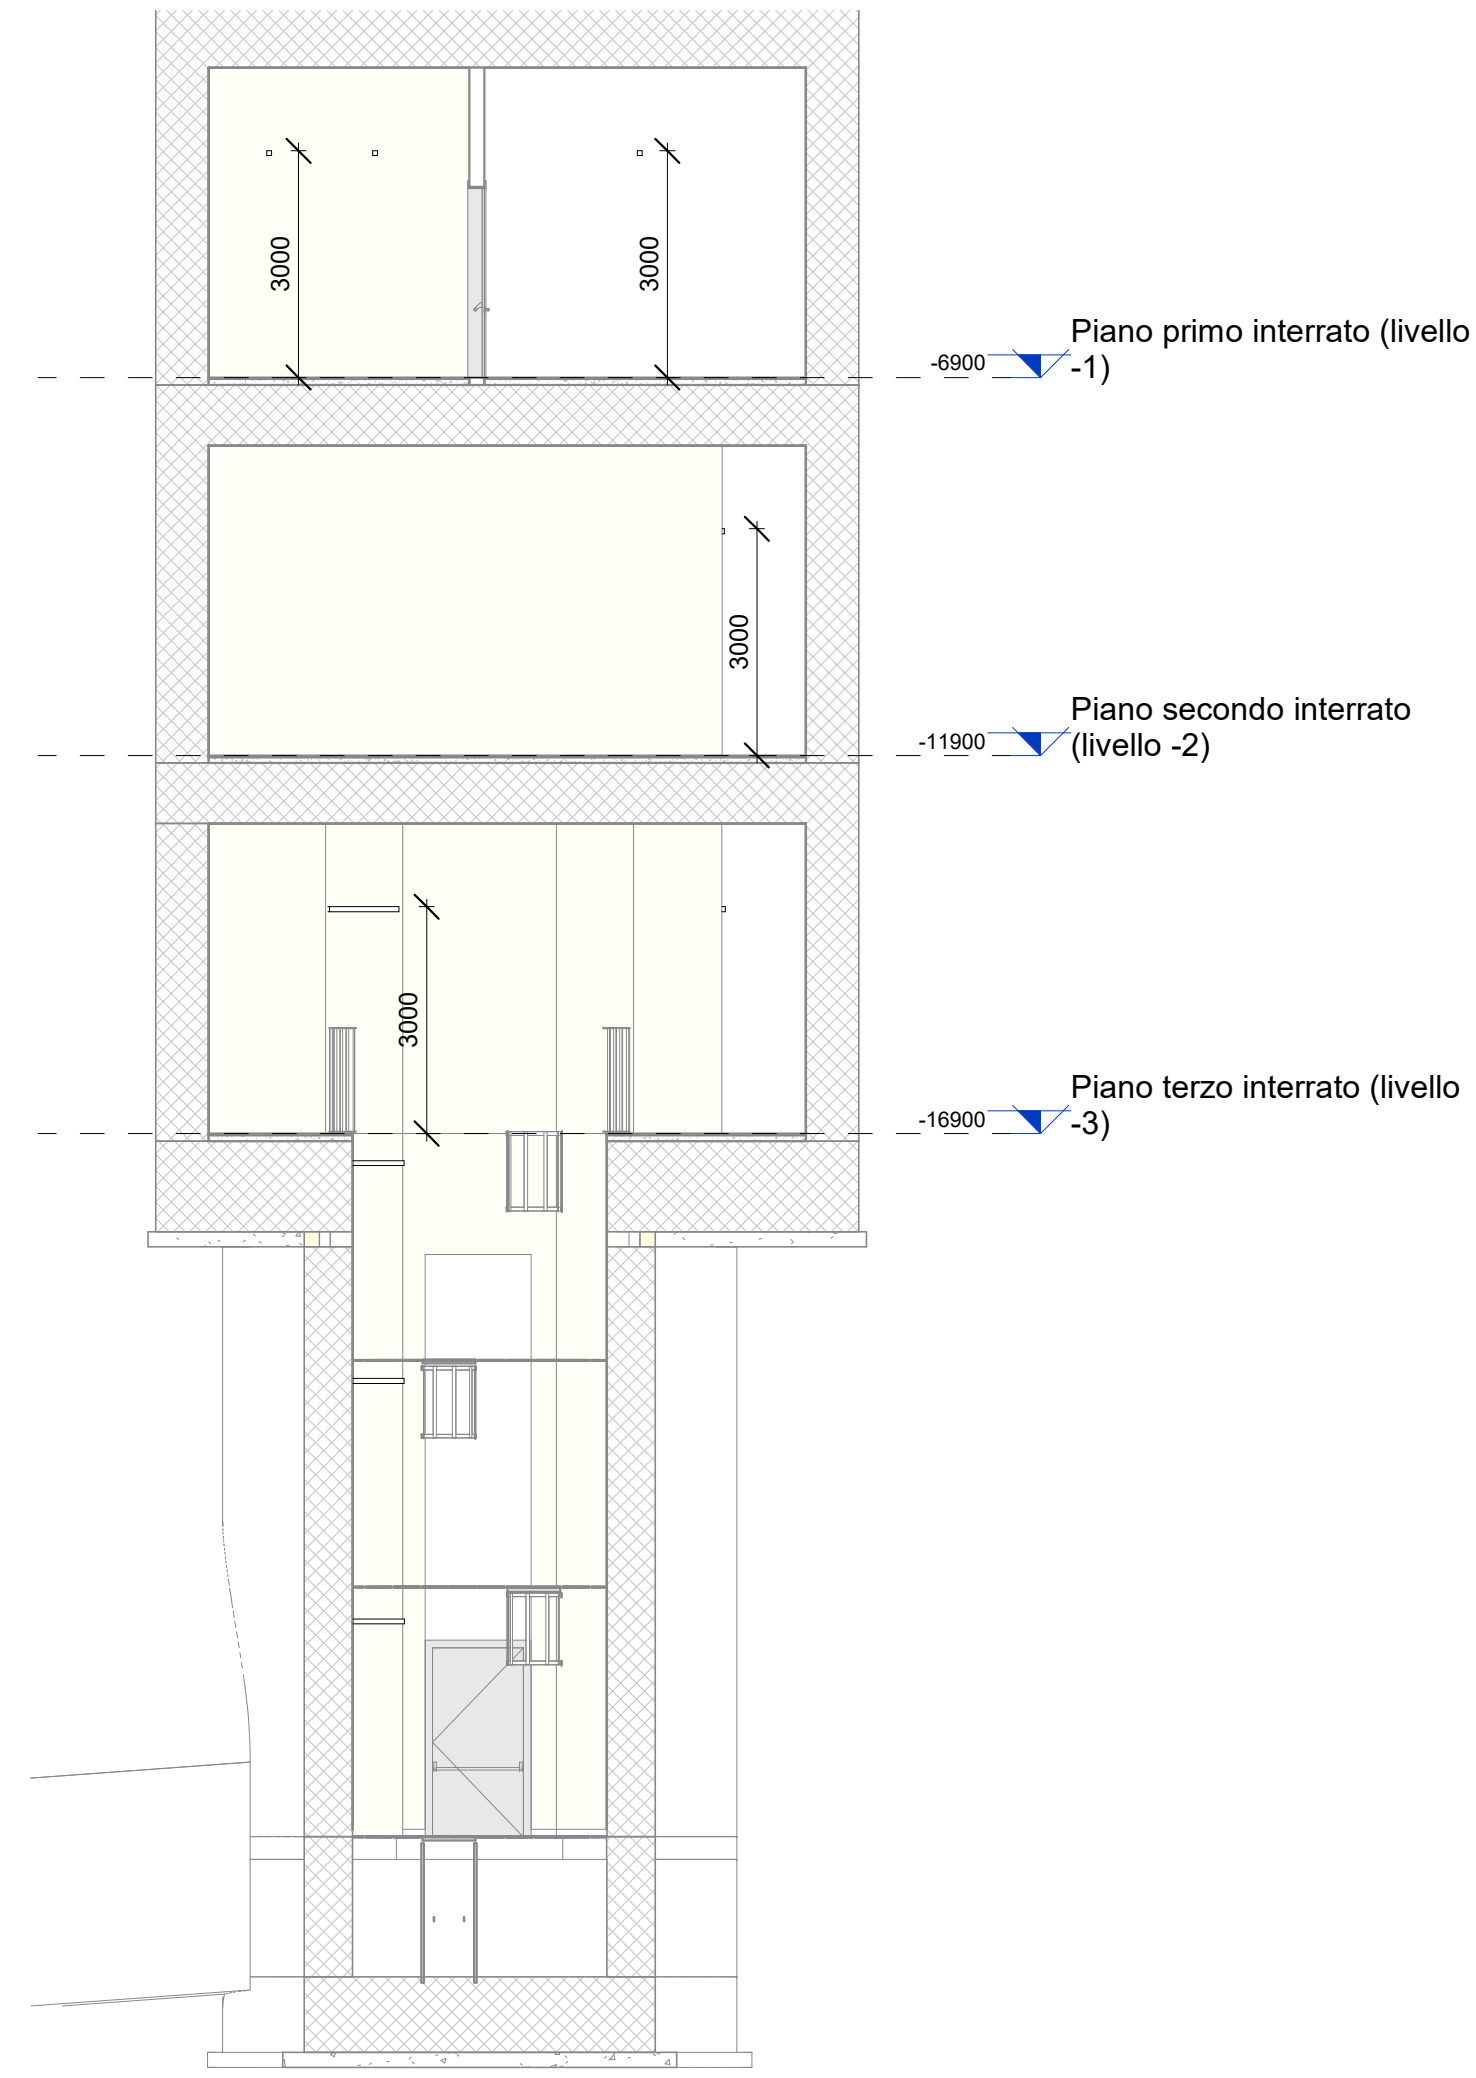 3000
3000
Piano primo interrato (livello
-6900
-1)
3000
Piano secondo interrato
-11900
(livello -2)
3000
Piano terzo interrato (livello
-16900
-3)